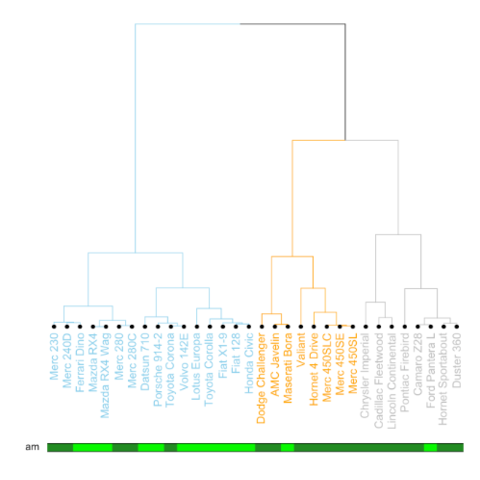 Merc 230
Merc 240D
Ferrari Dino
Mazda RX4
Mazda RX4 Wag
Merc 280
Merc 280C
Datsun 710
Porsche 914-2
Toyota Corona
Volvo 142E
Lotus Europa
Toyota Corolla
Fiat X1-9
Fiat 128
Honda Civic
Dodge Challenger
AMC Javelin
Maserati Bora
Valiant
Hornet 4 Drive
Merc 450SLC
Merc 450SE
Merc 450SL
Chrysler Imperial
Cadillac Fleetwood
Lincoln Continental
Pontiac Firebird
Camaro Z28
Ford Pantera L
Hornet Sportabout
Duster 360
am